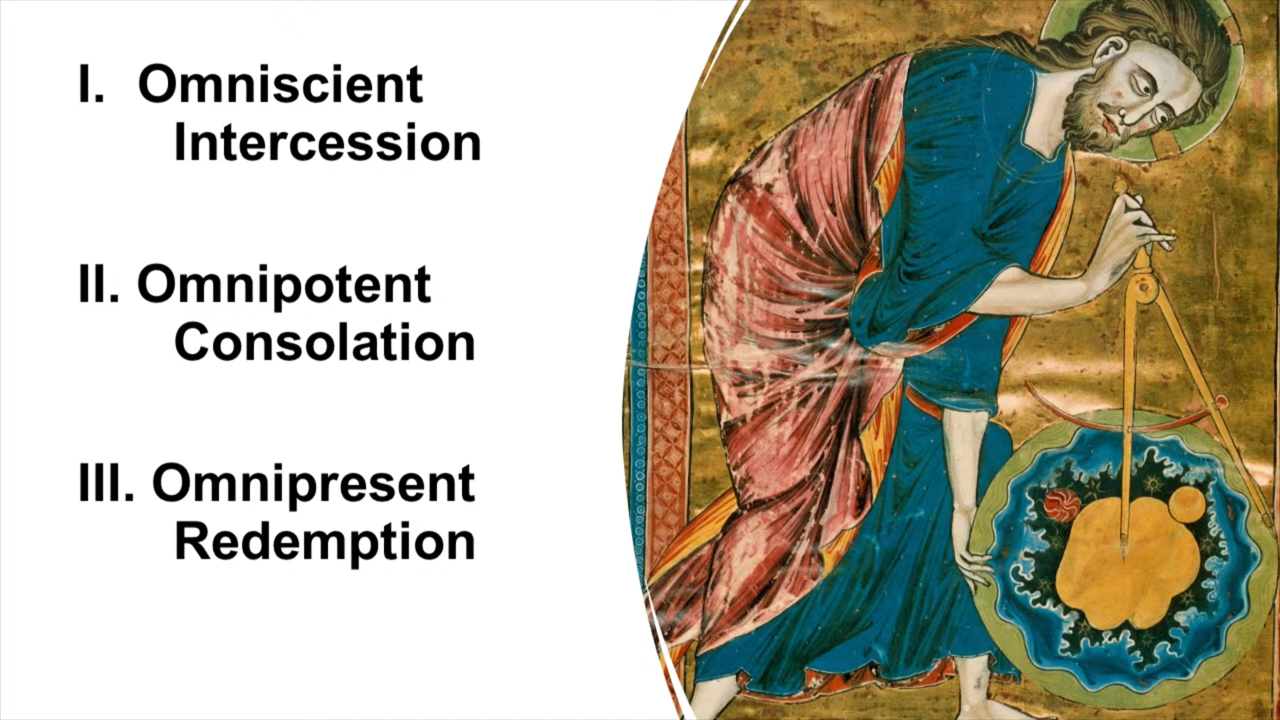 I. Omniscient
Intercession
II. Omnipotent
Consolation
III. Omnipresent
Redemption